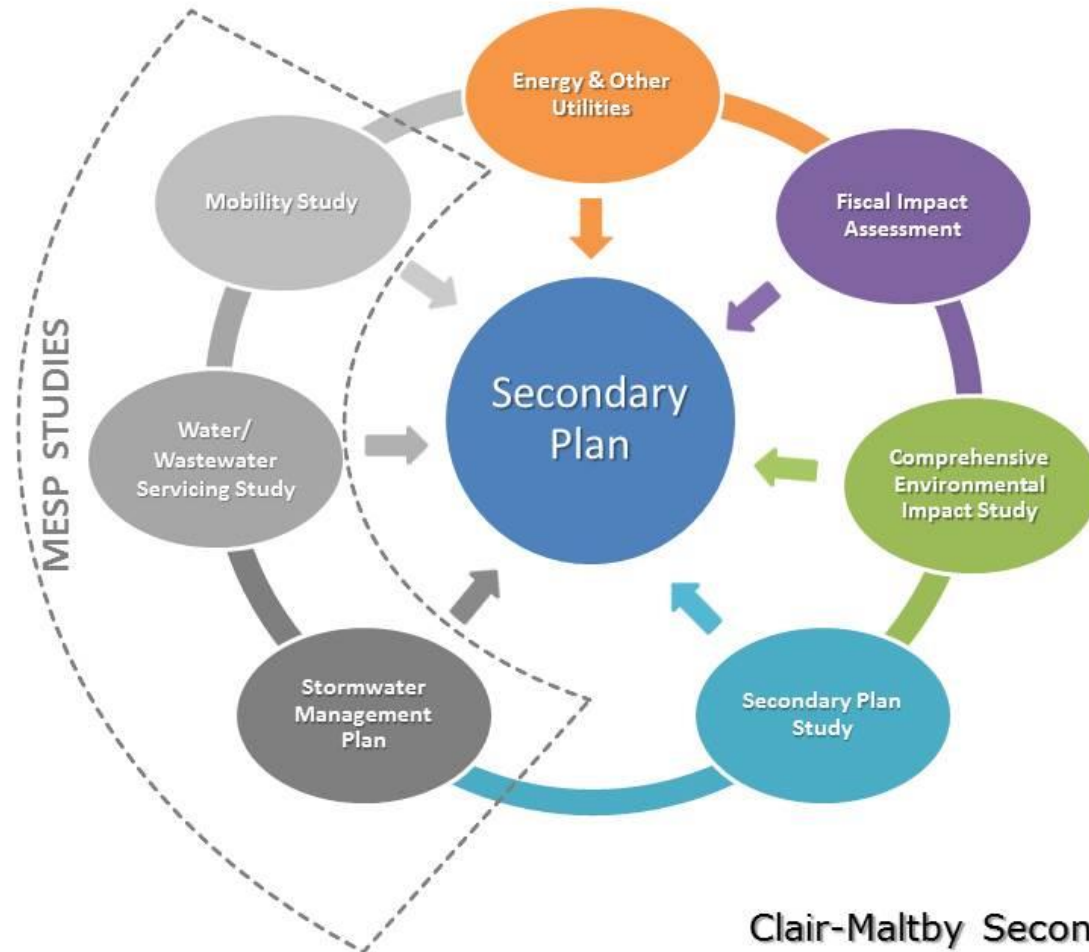 Energy & Other
Utilities
Mobility Study
Fiscal Impact
Assessment
MESP STUDIES
Secondary
Plan
Water/
Wastewater
Servicing Study
Comprehensive
Environmental
Impact Study
Stormwater
Management
Plan
Secondary Plan
Study
Clair-Maltby Secon